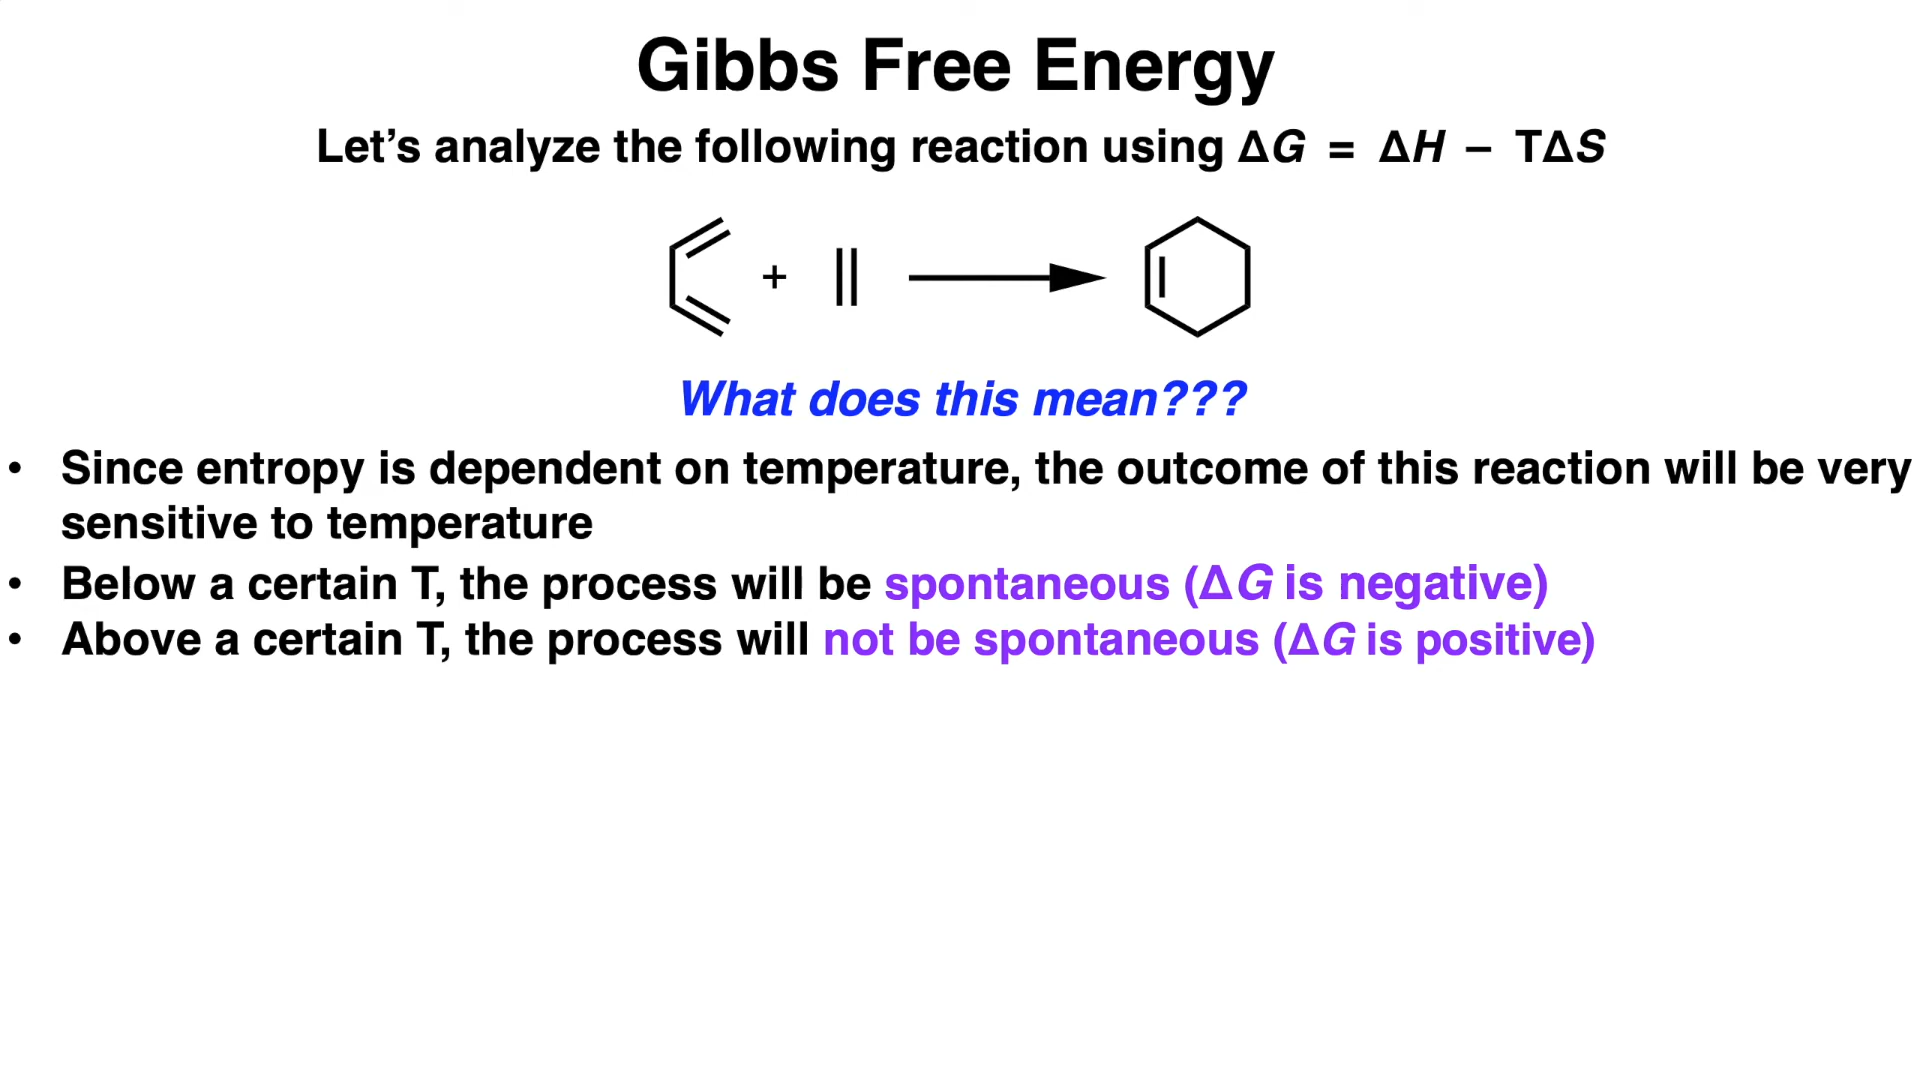 Gibbs Free Energy
Let’s analyze the following reaction using ΔG = ΔH – TΔS
+
What does this mean???
• Since entropy is dependent on temperature, the outcome of this reaction will be very
sensitive to temperature
• Below a certain T, the process will be spontaneous (ΔG is negative)
• Above a certain T, the process will not be spontaneous (ΔG is positive)